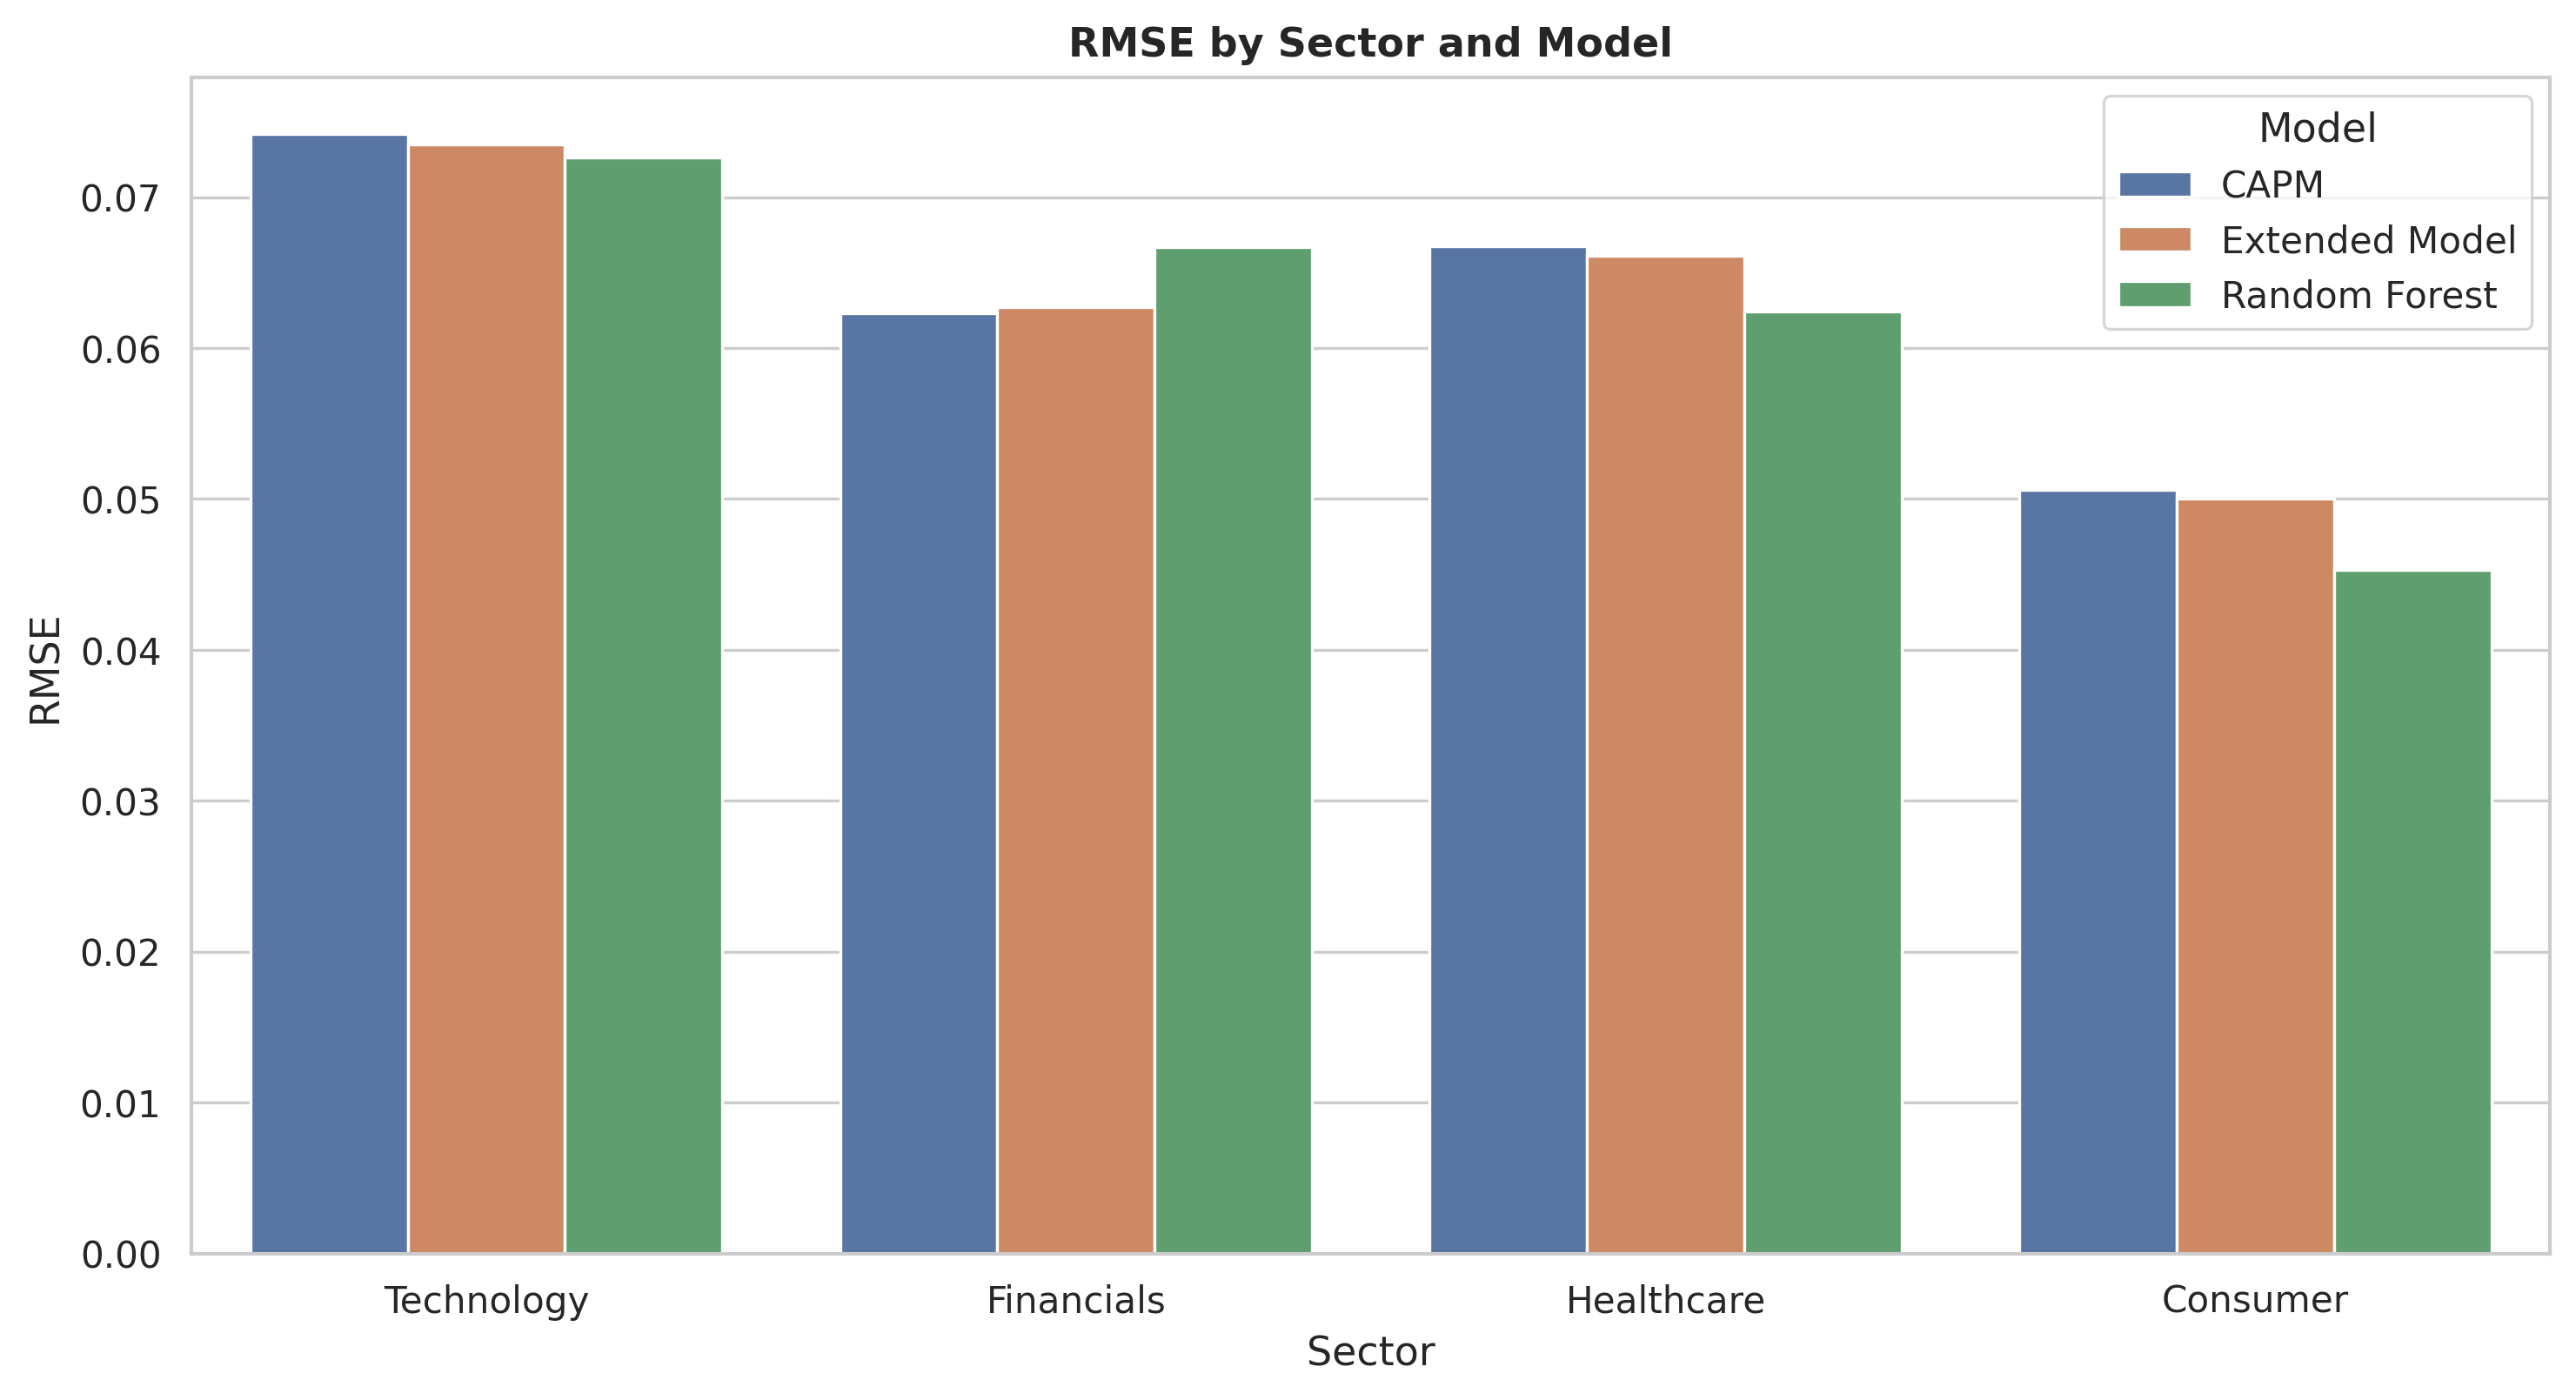 RMSE by Sector and Model
Model
CAPM
Extended Model
Random Forest
RMSE
0.07
0.06
0.05
0.04
0.03
0.02
0.01
0.00
Technology
Financials
Healthcare
Consumer
Sector